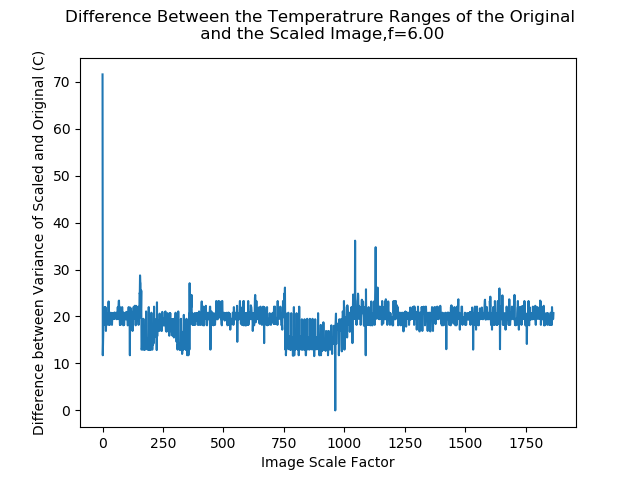 Difference Between the Temperatrure Ranges of the Original
and the Scaled Image,f=6.00
Difference between Variance of Scaled and Original (C)
70
60
50
40
30
20
10
0
0 250 500 750 1000 1250 1500 1750
Image Scale Factor